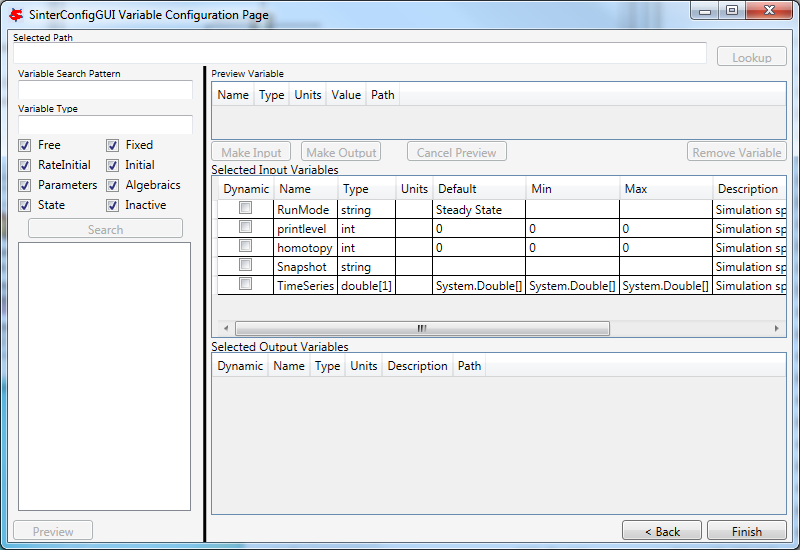 SinterConfigGUI Variable Configuration Page
Selected Path
Lookup
Variable Search Pattern
Variable Type
Free Fixed
RateInitial Initial
Parameters Algebraics
State Inactive
Search
Preview
Preview Variable
Name Type Units Value Path
Make Input Make Output Cancel Preview Remove Variable
Selected Input Variables
Dynamic Name Type Units Default Min Max Description
RunMode string Steady State Simulation sp
printlevel int 0 0 0 Simulation sp
homotopy int 0 0 0 Simulation sp
Snapshot string Simulation sp
TimeSeries double[1] System.Double[] System.Double[] System.Double[] Simulation sp
Selected Output Variables
Dynamic Name Type Units Description Path
< Back Finish